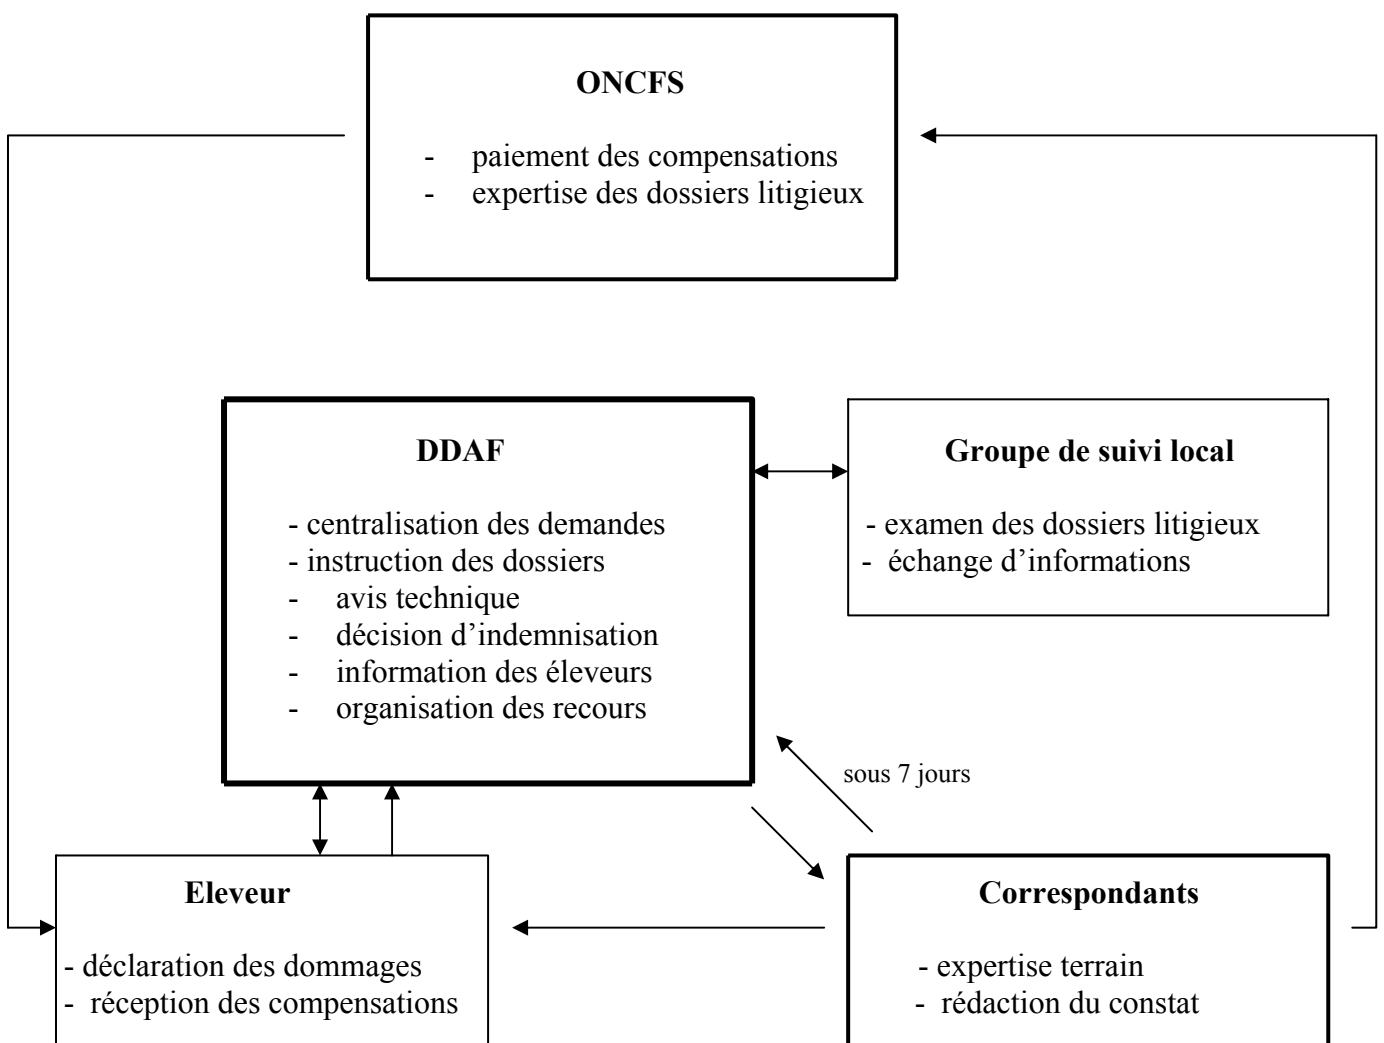 ONCFS
- paiement des compensations
- expertise des dossiers litigieux
DDAF
- centralisation des demandes
- instruction des dossiers
- avis technique
- décision d’indemnisation
- information des éleveurs
- organisation des recours
Groupe de suivi local
- examen des dossiers litigieux
- échange d’informations
sous 7 jours
Eleveur
- déclaration des dommages
- réception des compensations
Correspondants
- expertise terrain
- rédaction du constat